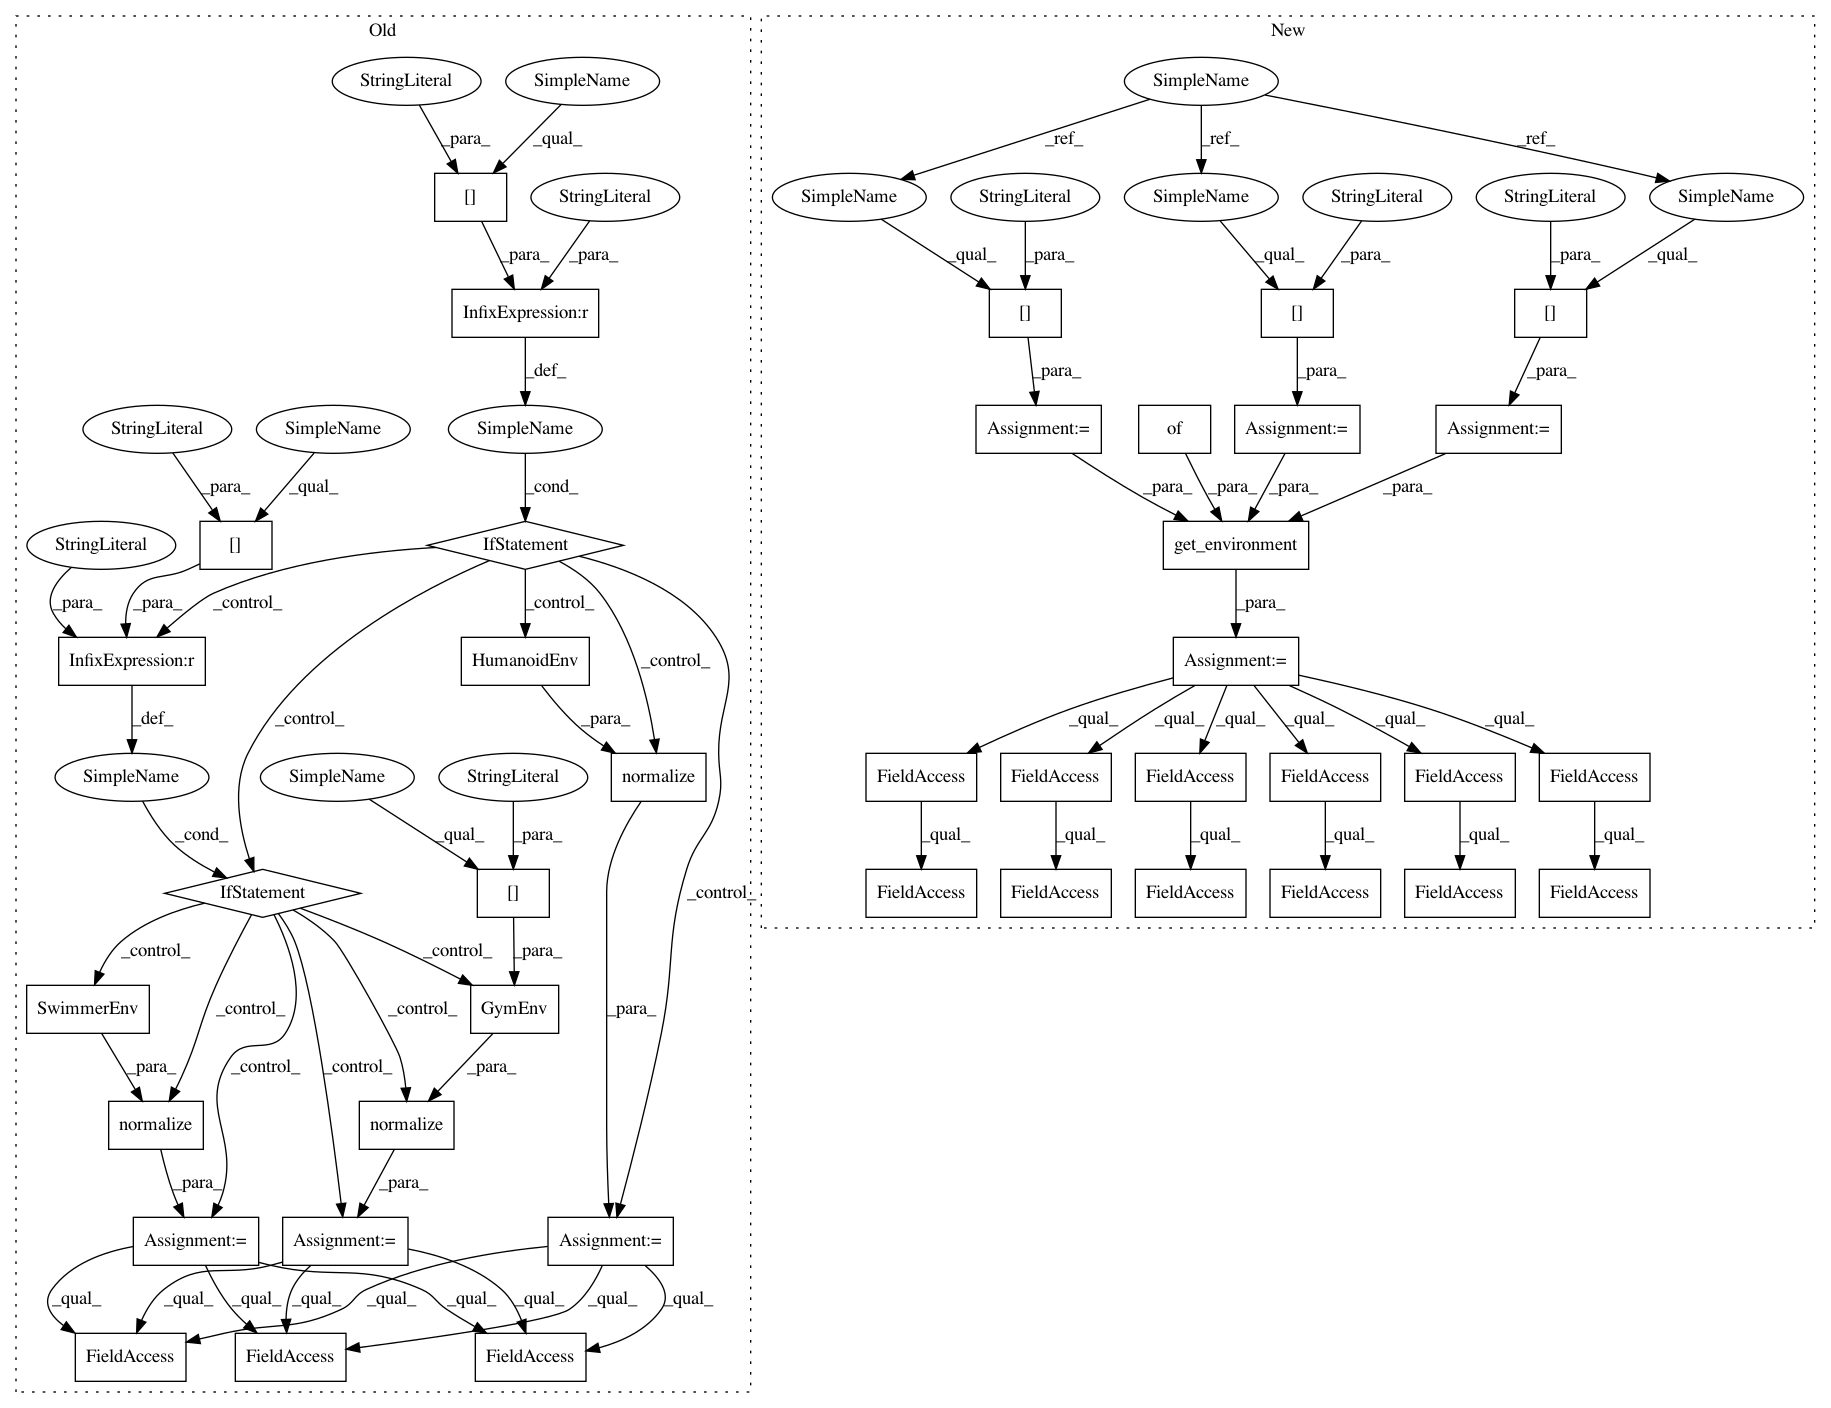 Old
StringLiteral
SimpleName
_para_
_qual_
[]
StringLiteral
_para_
_para_
InfixExpression:r
_def_
StringLiteral
SimpleName
SimpleName
_para_
_qual_
_cond_
StringLiteral
[]
IfStatement
_para_
_para_
_control_
_control_
InfixExpression:r
HumanoidEnv
_control_
_def_
_control_
SimpleName
SimpleName
StringLiteral
normalize
_cond_
_qual_
_para_
IfStatement
[]
_control_
_control_
_control_
_para_
SwimmerEnv
GymEnv
_control_
_control_
_para_
_para_
_control_
_control_
_para_
normalize
normalize
_para_
_para_
Assignment:=
Assignment:=
Assignment:=
_qual_
_qual_
_qual_
_qual_
_qual_
_qual_
_qual_
_qual_
_qual_
FieldAccess
FieldAccess
FieldAccess
New
SimpleName
_ref_
_ref_
_ref_
SimpleName
StringLiteral
SimpleName
StringLiteral
StringLiteral
SimpleName
_qual_
_para_
_qual_
_para_
_para_
_qual_
[]
[]
[]
_para_
_para_
_para_
Assignment:=
of
Assignment:=
Assignment:=
_para_
_para_
_para_
_para_
get_environment
_para_
Assignment:=
_qual_
_qual_
_qual_
_qual_
_qual_
_qual_
FieldAccess
FieldAccess
FieldAccess
FieldAccess
FieldAccess
FieldAccess
_qual_
_qual_
_qual_
_qual_
_qual_
_qual_
FieldAccess
FieldAccess
FieldAccess
FieldAccess
FieldAccess
FieldAccess